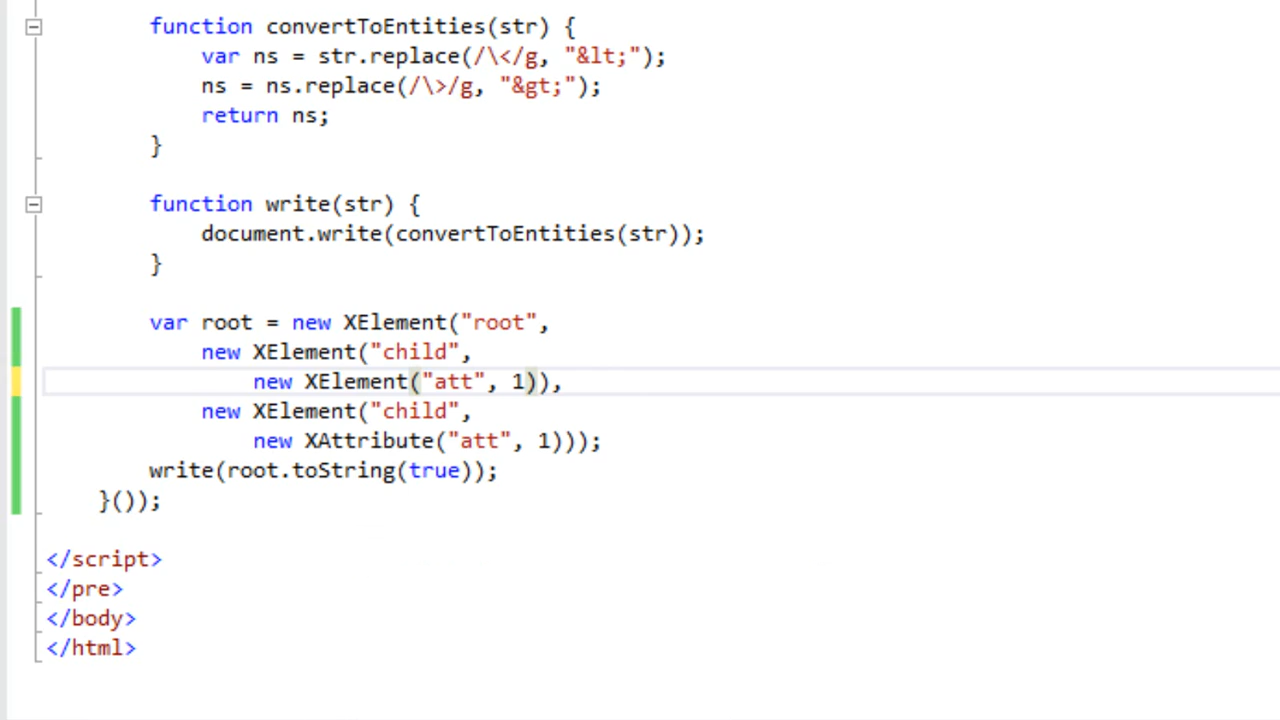 function convertToEntities(str) {
var ns = str.replace(/\</g, "&lt;");
ns = ns.replace(/\>/g, "&gt;");
return ns;
}
function write(str) {
document.write(convertToEntities(str));
}
var root = new XElement("root",
new XElement("child",
new XElement("att", 1)),
new XElement("child",
new XAttribute("att", 1)));
write(root.toString(true));
}());
</script>
</pre>
</body>
</html>